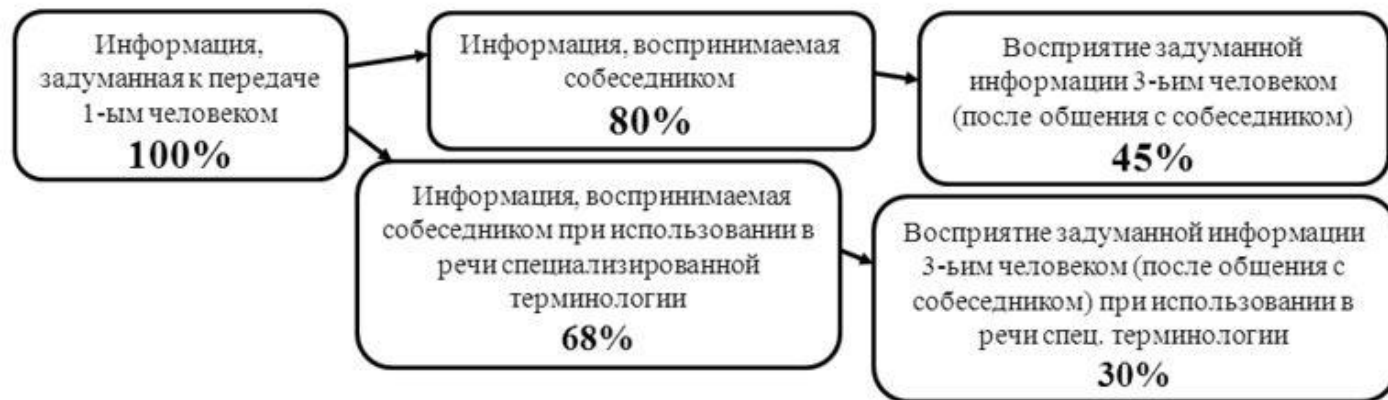 Информация,
задуманная к передаче
1-ым человеком
100%
Информация, воспринимаемая
собеседником
80%
Восприятие задуманной
информации 3-ьим человеком
(после общения с собеседником)
45%
Информация, воспринимаемая
собеседником при использовании в
речи специализированной
терминологии
68%
Восприятие задуманной информации
3-ьим человеком (после общения с
собеседником) при использовании в
речи спец. терминологии
30%